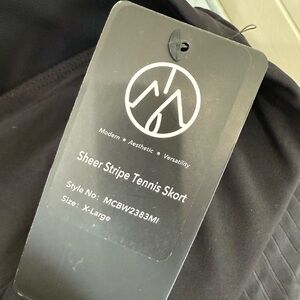 Modern • Aesthetic • Versatility
Sheer Stripe Tennis Skort
Style No: MCBW2383MI
Size: X-Large